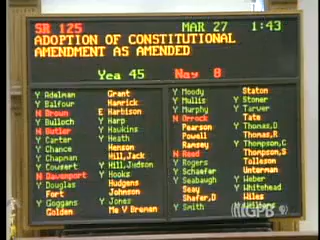 SR 125 MAR 27 1:43
ADOPTION OF CONSTITUTIONAL
AMENDMENT AS AMENDED
Yea 45 Nay 8
Y Adelman Grant Y Moody Staton
Y Balfour Hamrick Y Mullis Y Stoner
N Brown E Harbison Y Murphy Y Tarver
Y Bulloch Y Harp N Orrock Tate
N Butler Y Hawkins Pearson Y Thomas,D
Y Carter Y Heath Powell Y Thomas,R
Y Chance Henson Ramsey Y Thompson,C
Y Chapman Hill,Jack N Reed Thompson,S
Y Cowsert Y Hill,Judson Y Rogers Tolleson
N Davenport Y Hooks Y Schaefer Unterman
Y Douglas Hudgens Y Seabaugh Y Weber
Fort Johnson Seay Y Whitehead
Y Goggans Y Jones Shafer,D Wiles
Golden Me V Bremen Y Smith
GPB